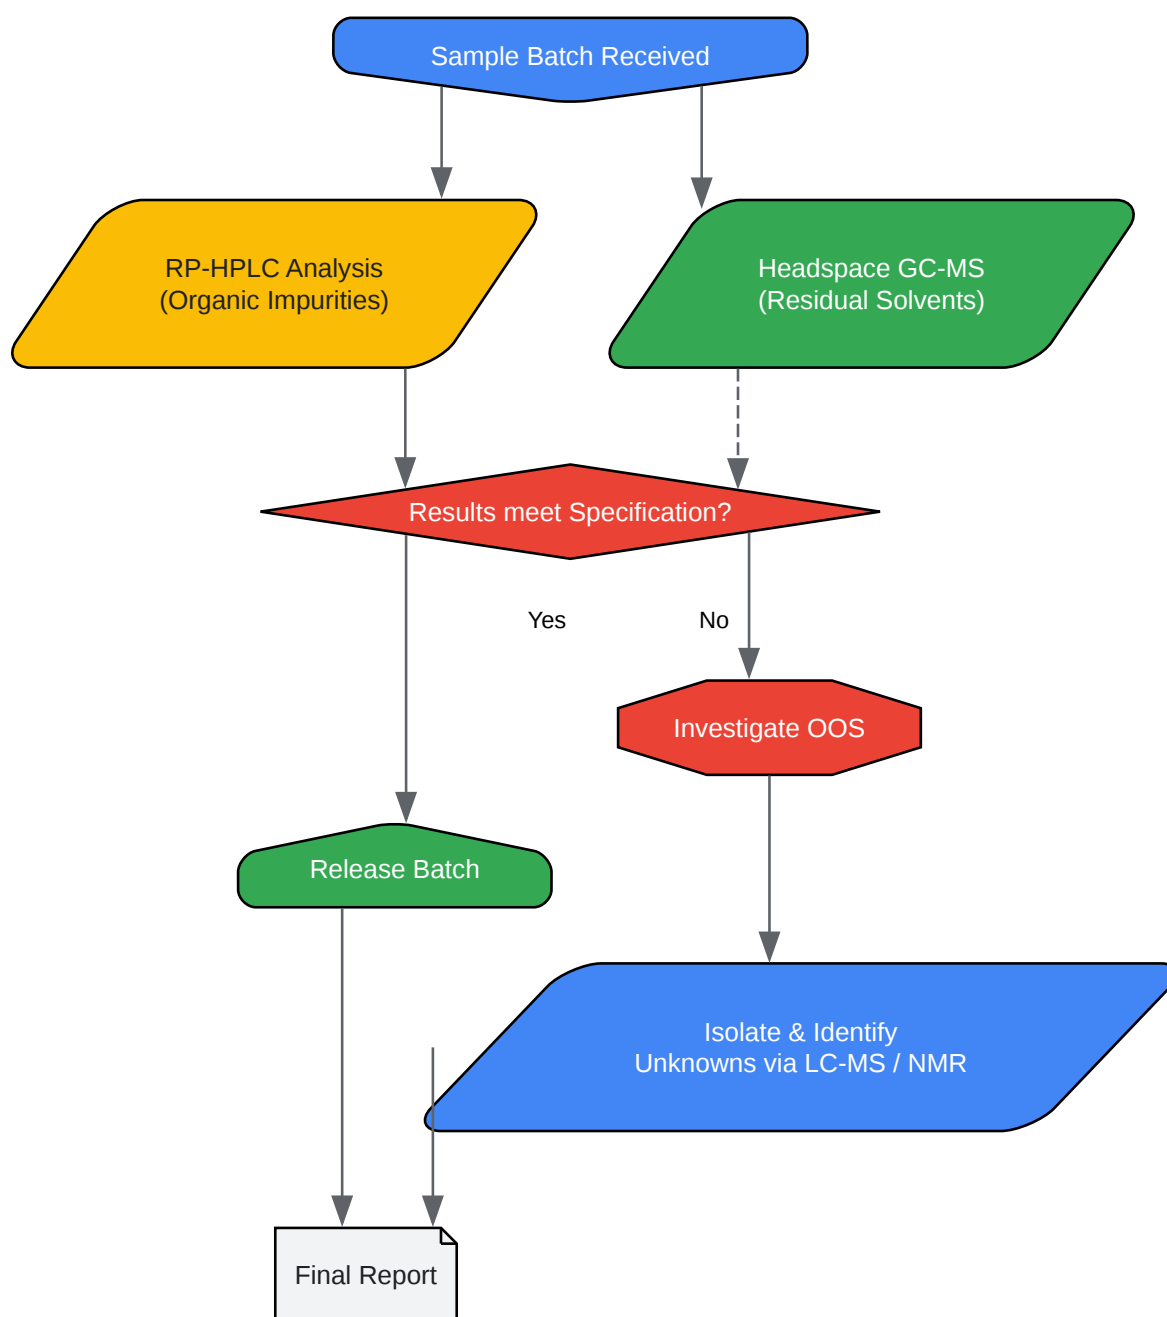 Sample Batch Received
RP-HPLC Analysis
(Organic Impurities)
Headspace GC-MS
(Residual Solvents)
Results meet Specification?
Yes
No
Investigate OOS
Release Batch
Isolate & Identify
Unknowns via LC-MS / NMR
Final Report